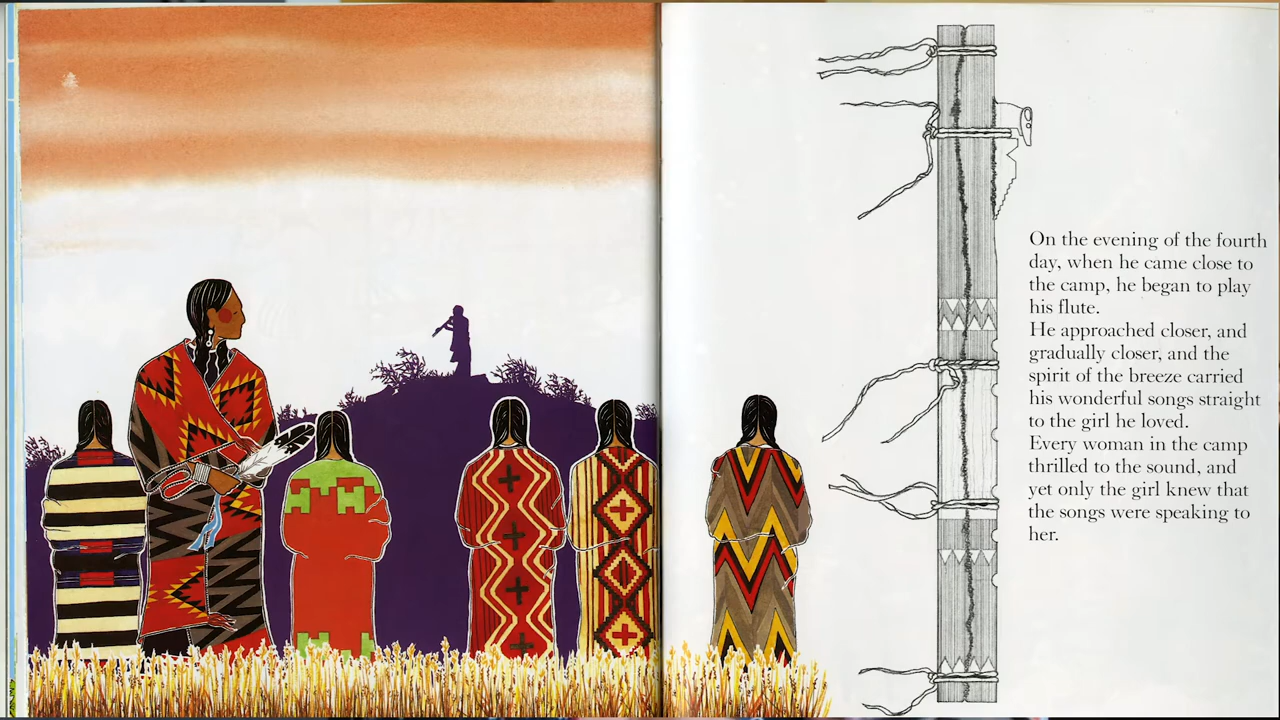 On the evening of the fourth
day, when he came close to
the camp, he began to play
his flute.
He approached closer, and
gradually closer, and the
spirit of the breeze carried
his wonderful songs straight
to the girl he loved.
Every woman in the camp
thrilled to the sound, and
yet only the girl knew that
the songs were speaking to
her.